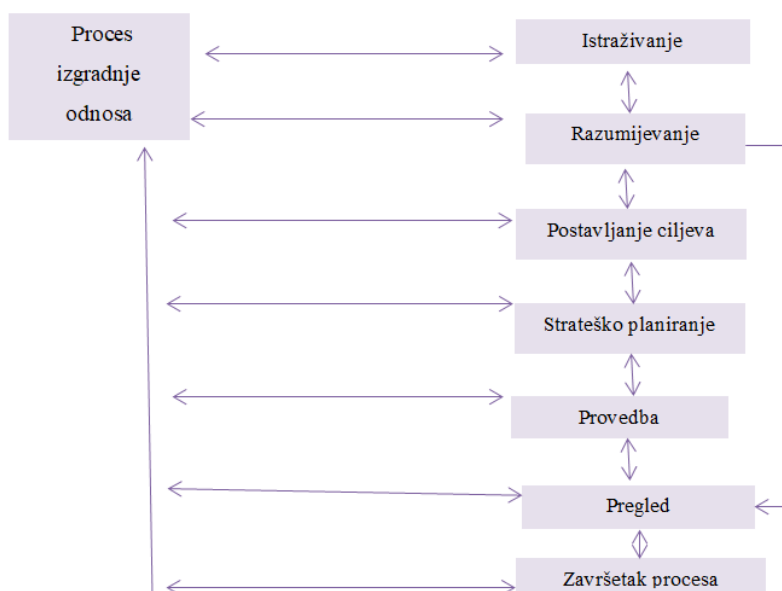 Proces
izgradnje
odnosa
Istraživanje
Razumijevanje
Postavljanje ciljeva
Strateško planiranje
Provedba
Pregled
Završetak procesa